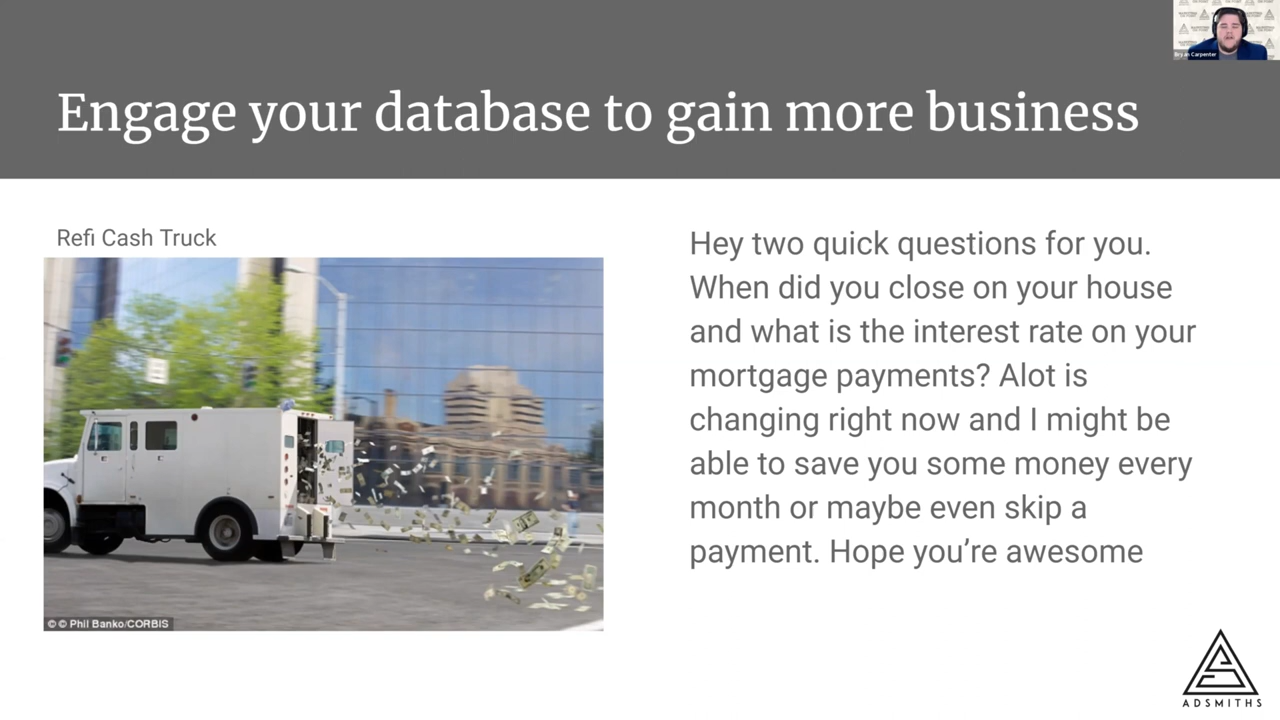 Bryan Carpenter
Engage your database to gain more business
Refi Cash Truck
© © Phil Banko/CORBIS
Hey two quick questions for you.
When did you close on your house
and what is the interest rate on your
mortgage payments? Alot is
changing right now and I might be
able to save you some money every
month or maybe even skip a
payment. Hope you’re awesome
ADSMITHS